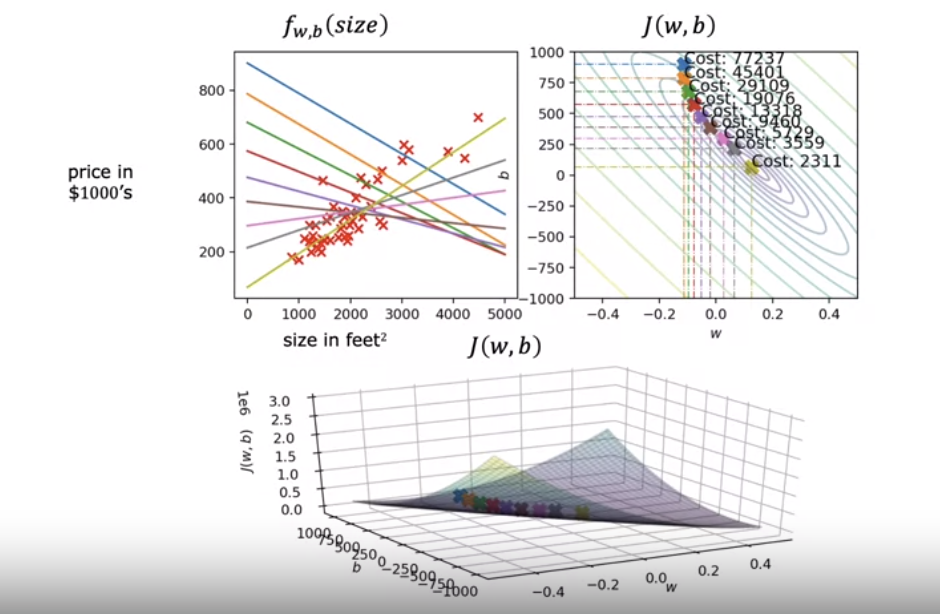 f_{w,b}(size)
J(w,b)
price in
$1000's
800
600
400
200
0 1000 2000 3000 4000 5000
size in feet²
b
1000
750
500
250
0
−250
−500
−750
−1000
Cost: 77237
Cost: 45401
Cost: 29109
Cost: 19076
Cost: 13318
Cost: 9460
Cost: 5729
Cost: 3559
Cost: 2311
−0.4 −0.2 0.0 0.2 0.4
w
J(w,b)
1e6
J(w, b)
3.0
2.5
2.0
1.5
1.0
0.5
0.0
1000
750
500
250
0
−250
−500
−750
−1000
b
−0.4
−0.2
0.0
0.2
0.4
w